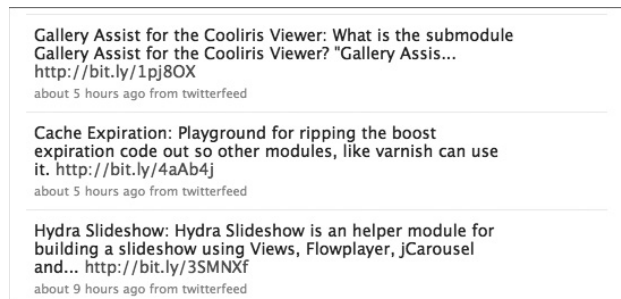 Gallery Assist for the Cooliris Viewer: What is the submodule
Gallery Assist for the Cooliris Viewer? "Gallery Assis...
http://bit.ly/1pj8OX
about 5 hours ago from twitterfeed
Cache Expiration: Playground for ripping the boost
expiration code out so other modules, like varnish can use
it. http://bit.ly/4aAb4j
about 5 hours ago from twitterfeed
Hydra Slideshow: Hydra Slideshow is an helper module for
building a slideshow using Views, Flowplayer, jCarousel
and... http://bit.ly/3SMNXf
about 9 hours ago from twitterfeed